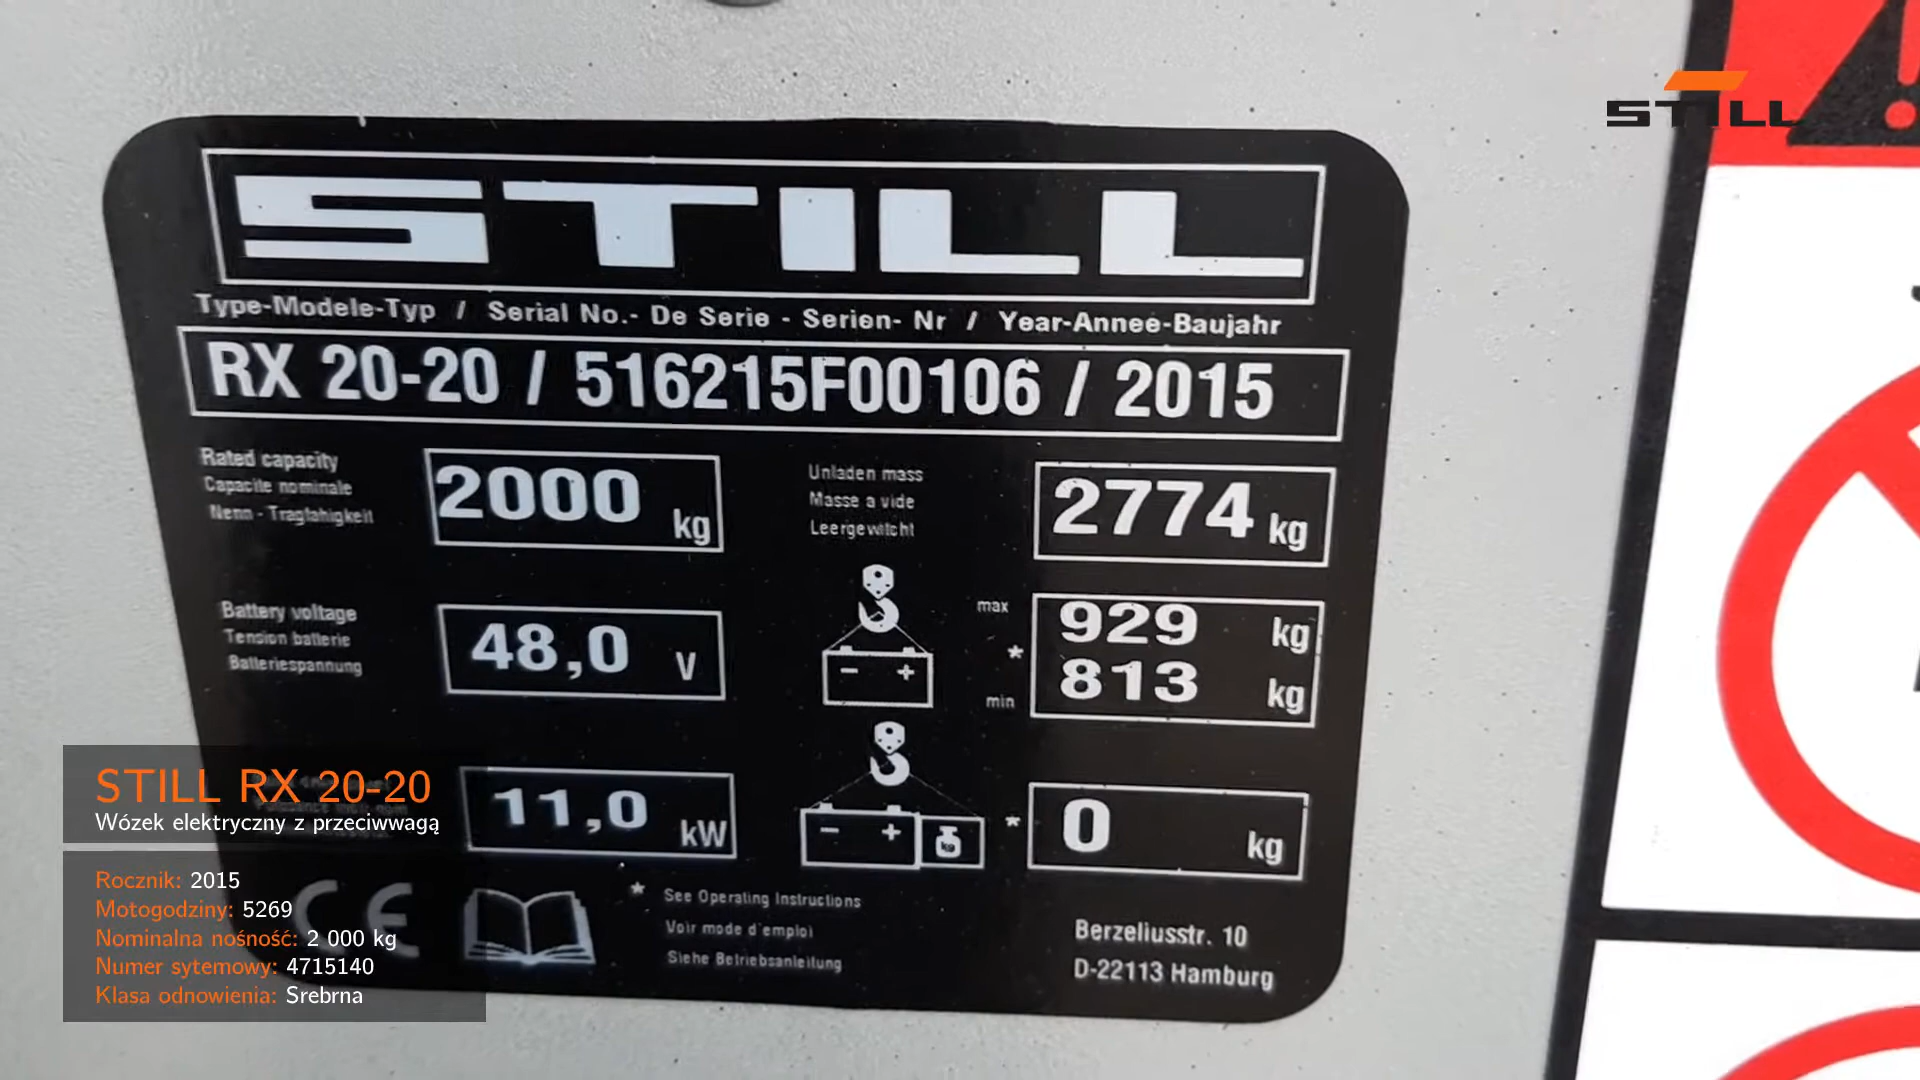 STILL
STILL
Type-Modele-Typ / Serial No.- De Serie - Serien- Nr / Year-Annee-Baujahr
RX 20-20 / 516215F00106 / 2015
Rated capacity
Capacite nominale
Nenn - Tragfahigkeit
2000 kg
Unladen mass
Masse a vide
Leergewitcht
2774 kg
Battery voltage
Tension batterie
Batteriespannung
48,0 V
max
929 kg
*
813 kg
min
- +
11,0 kW
- + kg
* 0 kg
CE
* See Operating Instructions
Voir mode d'emploi
Siehe Betriebsanleitung
Berzeliusstr. 10
D-22113 Hamburg
STILL RX 20-20
Wózek elektryczny z przeciwwagą
Rocznik: 2015
Motogodziny: 5269
Nominalna nośność: 2 000 kg
Numer sytemowy: 4715140
Klasa odnowienia: Srebrna